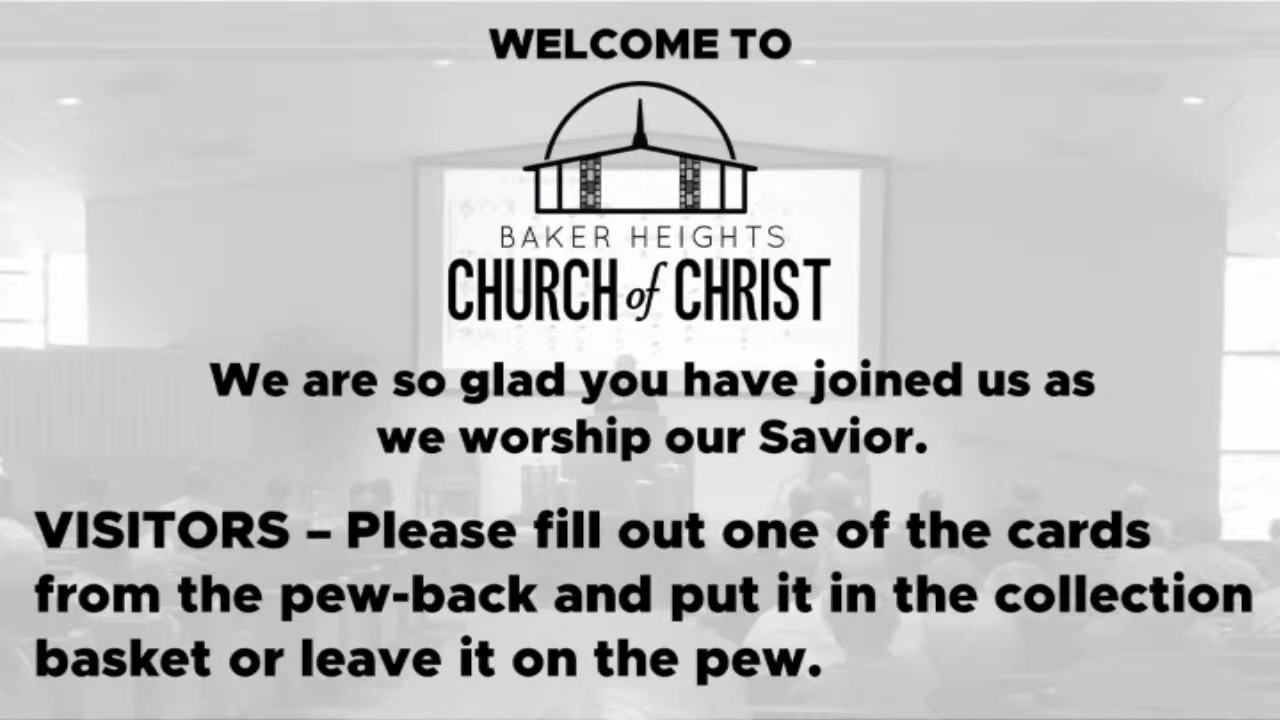 WELCOME TO
BAKER HEIGHTS
CHURCH of CHRIST
We are so glad you have joined us as
we worship our Savior.
VISITORS – Please fill out one of the cards
from the pew-back and put it in the collection
basket or leave it on the pew.